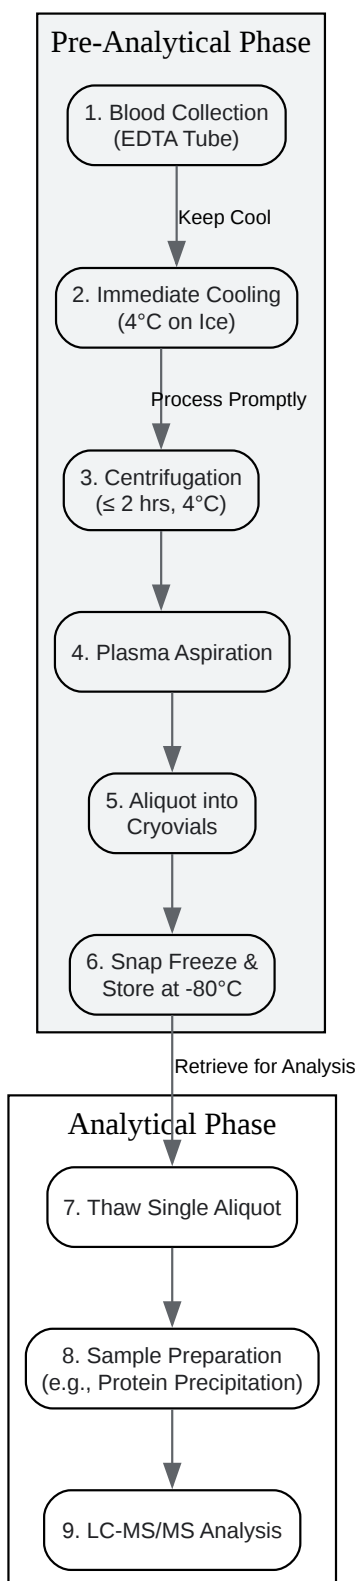 Pre-Analytical Phase
1. Blood Collection
(EDTA Tube)
Keep Cool
2. Immediate Cooling
(4°C on Ice)
Process Promptly
3. Centrifugation
(≤ 2 hrs, 4°C)
4. Plasma Aspiration
5. Aliquot into
Cryovials
6. Snap Freeze &
Store at -80°C
Retrieve for Analysis
Analytical Phase
7. Thaw Single Aliquot
8. Sample Preparation
(e.g., Protein Precipitation)
9. LC-MS/MS Analysis